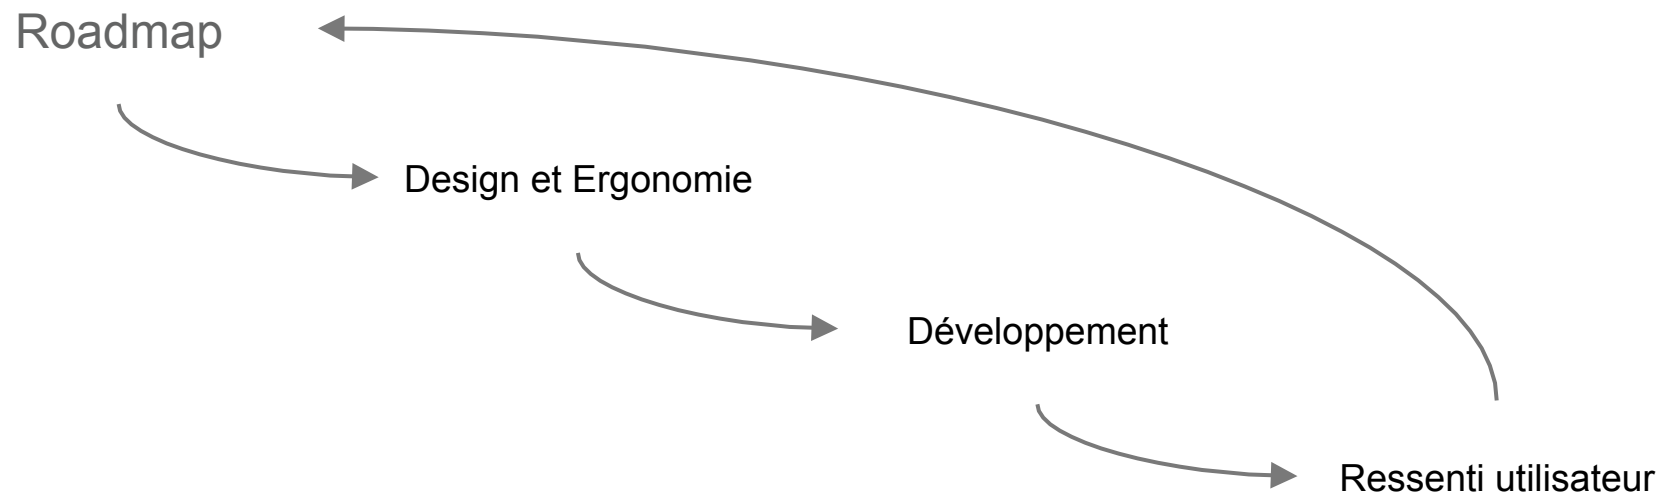 Roadmap
Design et Ergonomie
Développement
Ressenti utilisateur